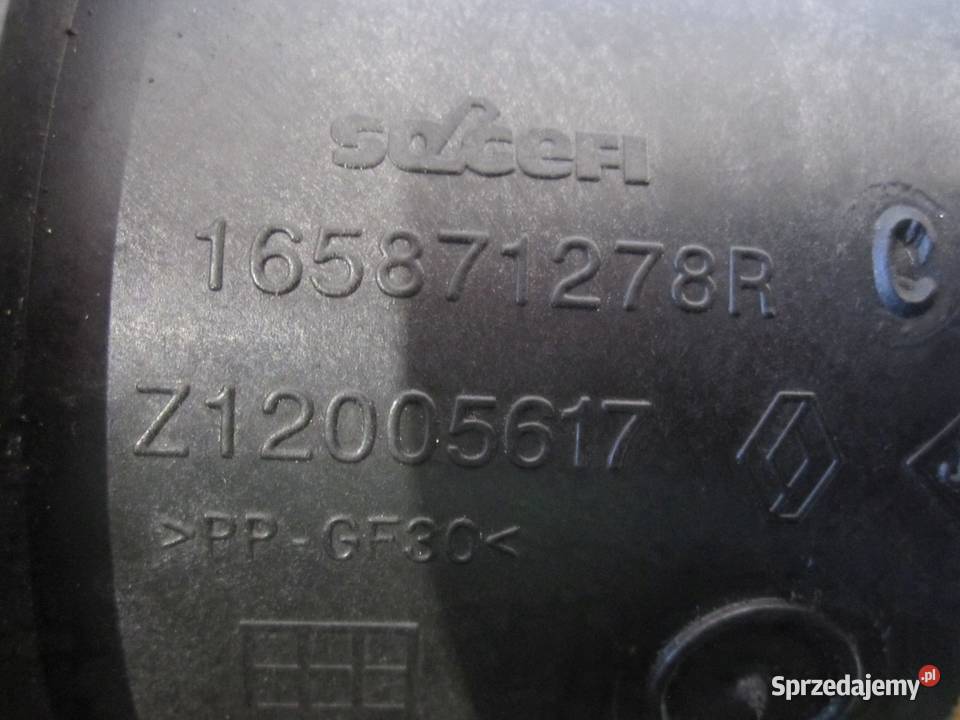 SOGEFI
165871278R
C
Z12005617
>PP-GF30<
Sprzedajemy.pl